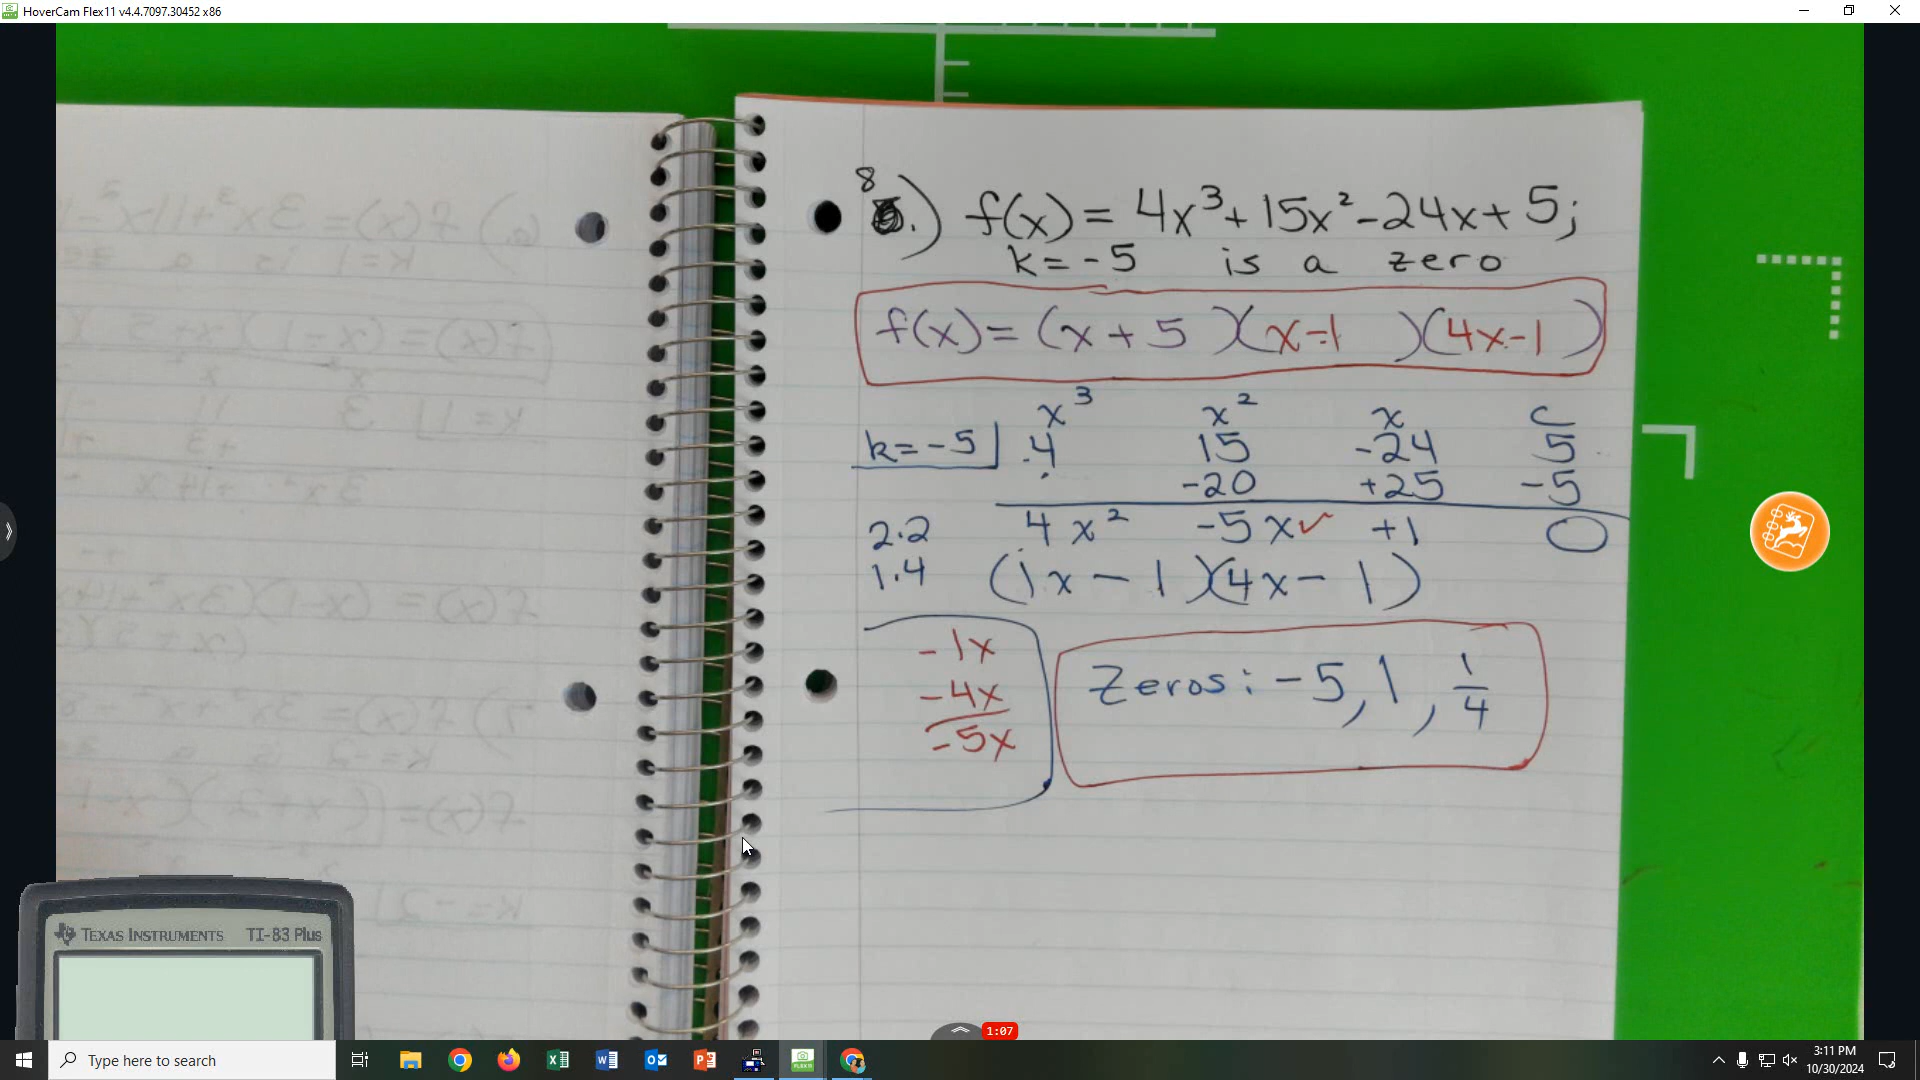 HoverCam Flex11 v4.4.7097.30452 x86
8.) f(x) = 4x³ + 15x² - 24x + 5;
k = -5 is a zero
f(x) = (x + 5)(x - 1)(4x - 1)
x³ x² x C
k = -5 4 15 -24 5
-20 +25 -5
2.2 4x² -5x ✓ +1 0
1.4 (1x - 1)(4x - 1)
-1x
-4x
-5x
Zeros: -5, 1, 1/4
TEXAS INSTRUMENTS TI-83 Plus
1:07
Type here to search
FLEX11
3:11 PM
10/30/2024